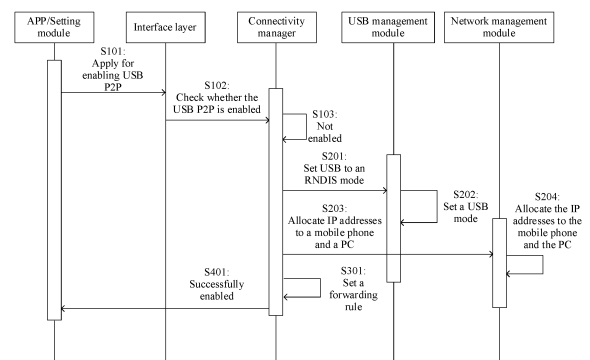 APP/Setting
module
Interface layer
Connectivity
manager
USB management
module
Network management
module
S101:
Apply for
enabling USB
P2P
S102:
Check whether the
USB P2P is enabled
S103:
Not
enabled
S201:
Set USB to an
RNDIS mode
S202:
Set a USB
mode
S203:
Allocate IP addresses
to a mobile phone
and a PC
S204:
Allocate the IP
addresses to the
mobile phone
and the PC
S301:
Set a
forwarding
rule
S401:
Successfully
enabled